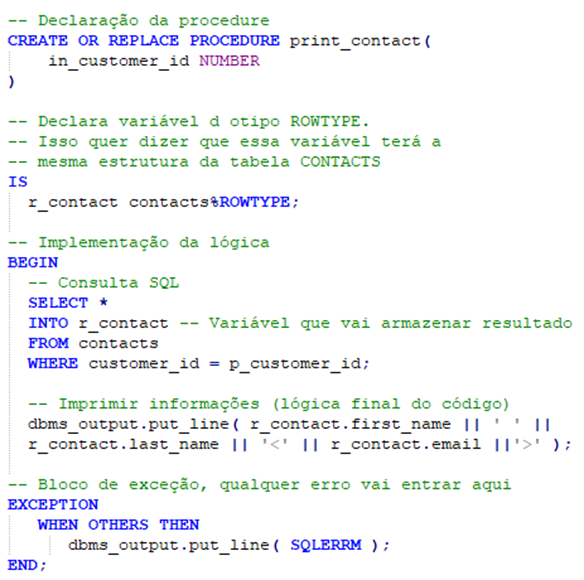 -- Declaração da procedure
CREATE OR REPLACE PROCEDURE print_contact(
in_customer_id NUMBER
)
-- Declara variável d otipo ROWTYPE.
-- Isso quer dizer que essa variável terá a
-- mesma estrutura da tabela CONTACTS
IS
r_contact contacts%ROWTYPE;
-- Implementação da lógica
BEGIN
-- Consulta SQL
SELECT *
INTO r_contact -- Variável que vai armazenar resultado
FROM contacts
WHERE customer_id = p_customer_id;
-- Imprimir informações (lógica final do código)
dbms_output.put_line( r_contact.first_name || ' ' ||
r_contact.last_name || '<' || r_contact.email ||'>' );
-- Bloco de exceção, qualquer erro vai entrar aqui
EXCEPTION
WHEN OTHERS THEN
dbms_output.put_line( SQLERRM );
END;